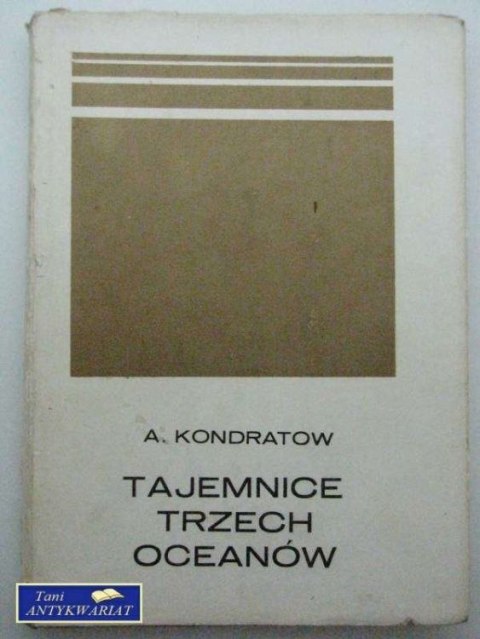 A. KONDRATOW
TAJEMNICE
TRZECH
OCEANÓW
Tani
ANTYKWARIAT